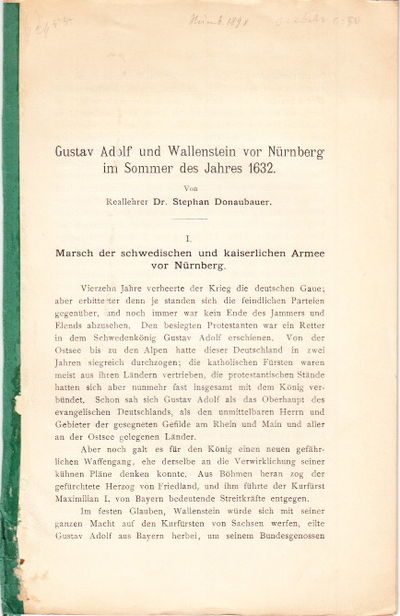 Nürnb. 1898
Gustav Adolf und Wallenstein vor Nürnberg
im Sommer des Jahres 1632.
Von
Reallehrer Dr. Stephan Donaubauer.
I.
Marsch der schwedischen und kaiserlichen Armee
vor Nürnberg.
Vierzehn Jahre verheerte der Krieg die deutschen Gaue;
aber erbitterter denn je standen sich die feindlichen Parteien
gegenüber, und noch immer war kein Ende des Jammers und
Elends abzusehen. Den besiegten Protestanten war ein Retter
in dem Schwedenkönig Gustav Adolf erschienen. Von der
Ostsee bis zu den Alpen hatte dieser Deutschland in zwei
Jahren siegreich durchzogen; die katholischen Fürsten waren
meist aus ihren Ländern vertrieben, die protestantischen Stände
hatten sich aber nunmehr fast insgesamt mit dem König ver-
bündet. Schon sah sich Gustav Adolf als das Oberhaupt des
evangelischen Deutschlands, als den unmittelbaren Herrn und
Gebieter der gesegneten Gefilde am Rhein und Main und aller
an der Ostsee gelegenen Länder.
Aber noch galt es für den König einen neuen gefähr-
lichen Waffengang, ehe derselbe an die Verwirklichung seiner
kühnen Pläne denken konnte. Aus Böhmen heran zog der
gefürchtete Herzog von Friedland, und ihm führte der Kurfürst
Maximilian I. von Bayern bedeutende Streitkräfte entgegen.
Im festen Glauben, Wallenstein würde sich mit seiner
ganzen Macht auf den Kurfürsten von Sachsen werfen, eilte
Gustav Adolf aus Bayern herbei, um seinem Bundesgenossen